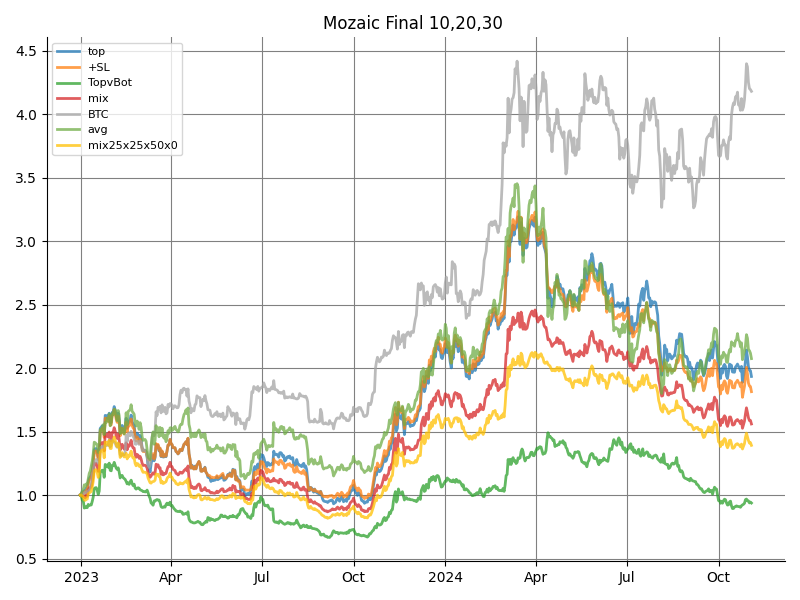 Mozaic Final 10,20,30
top
+SL
TopvBot
mix
BTC
avg
mix25x25x50x0
4.5
4.0
3.5
3.0
2.5
2.0
1.5
1.0
0.5
2023
Apr
Jul
Oct
2024
Apr
Jul
Oct